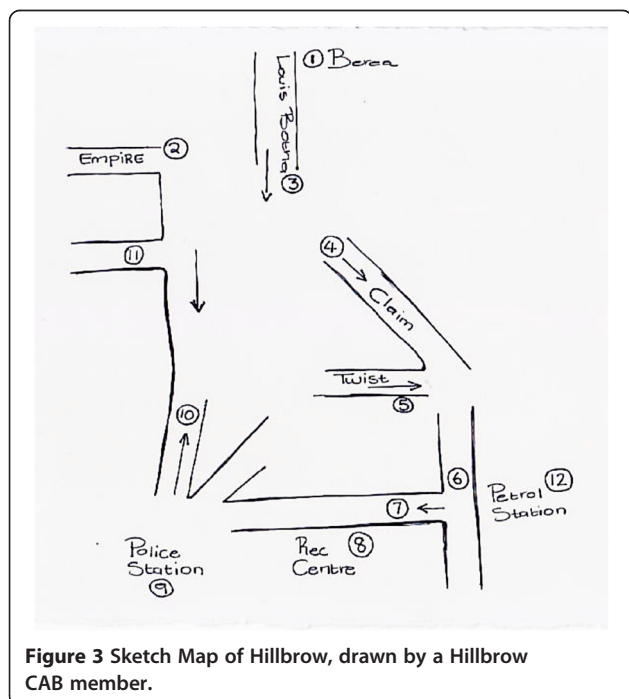 ① Berea
Louis Botha
③
EMPIRE ②
④
Claim
⑪
Twist
⑤
⑩
⑥
Petrol ⑫
Station
⑦
Rec ⑧
Centre
Police
Station
⑨
Figure 3 Sketch Map of Hillbrow, drawn by a Hillbrow
CAB member.